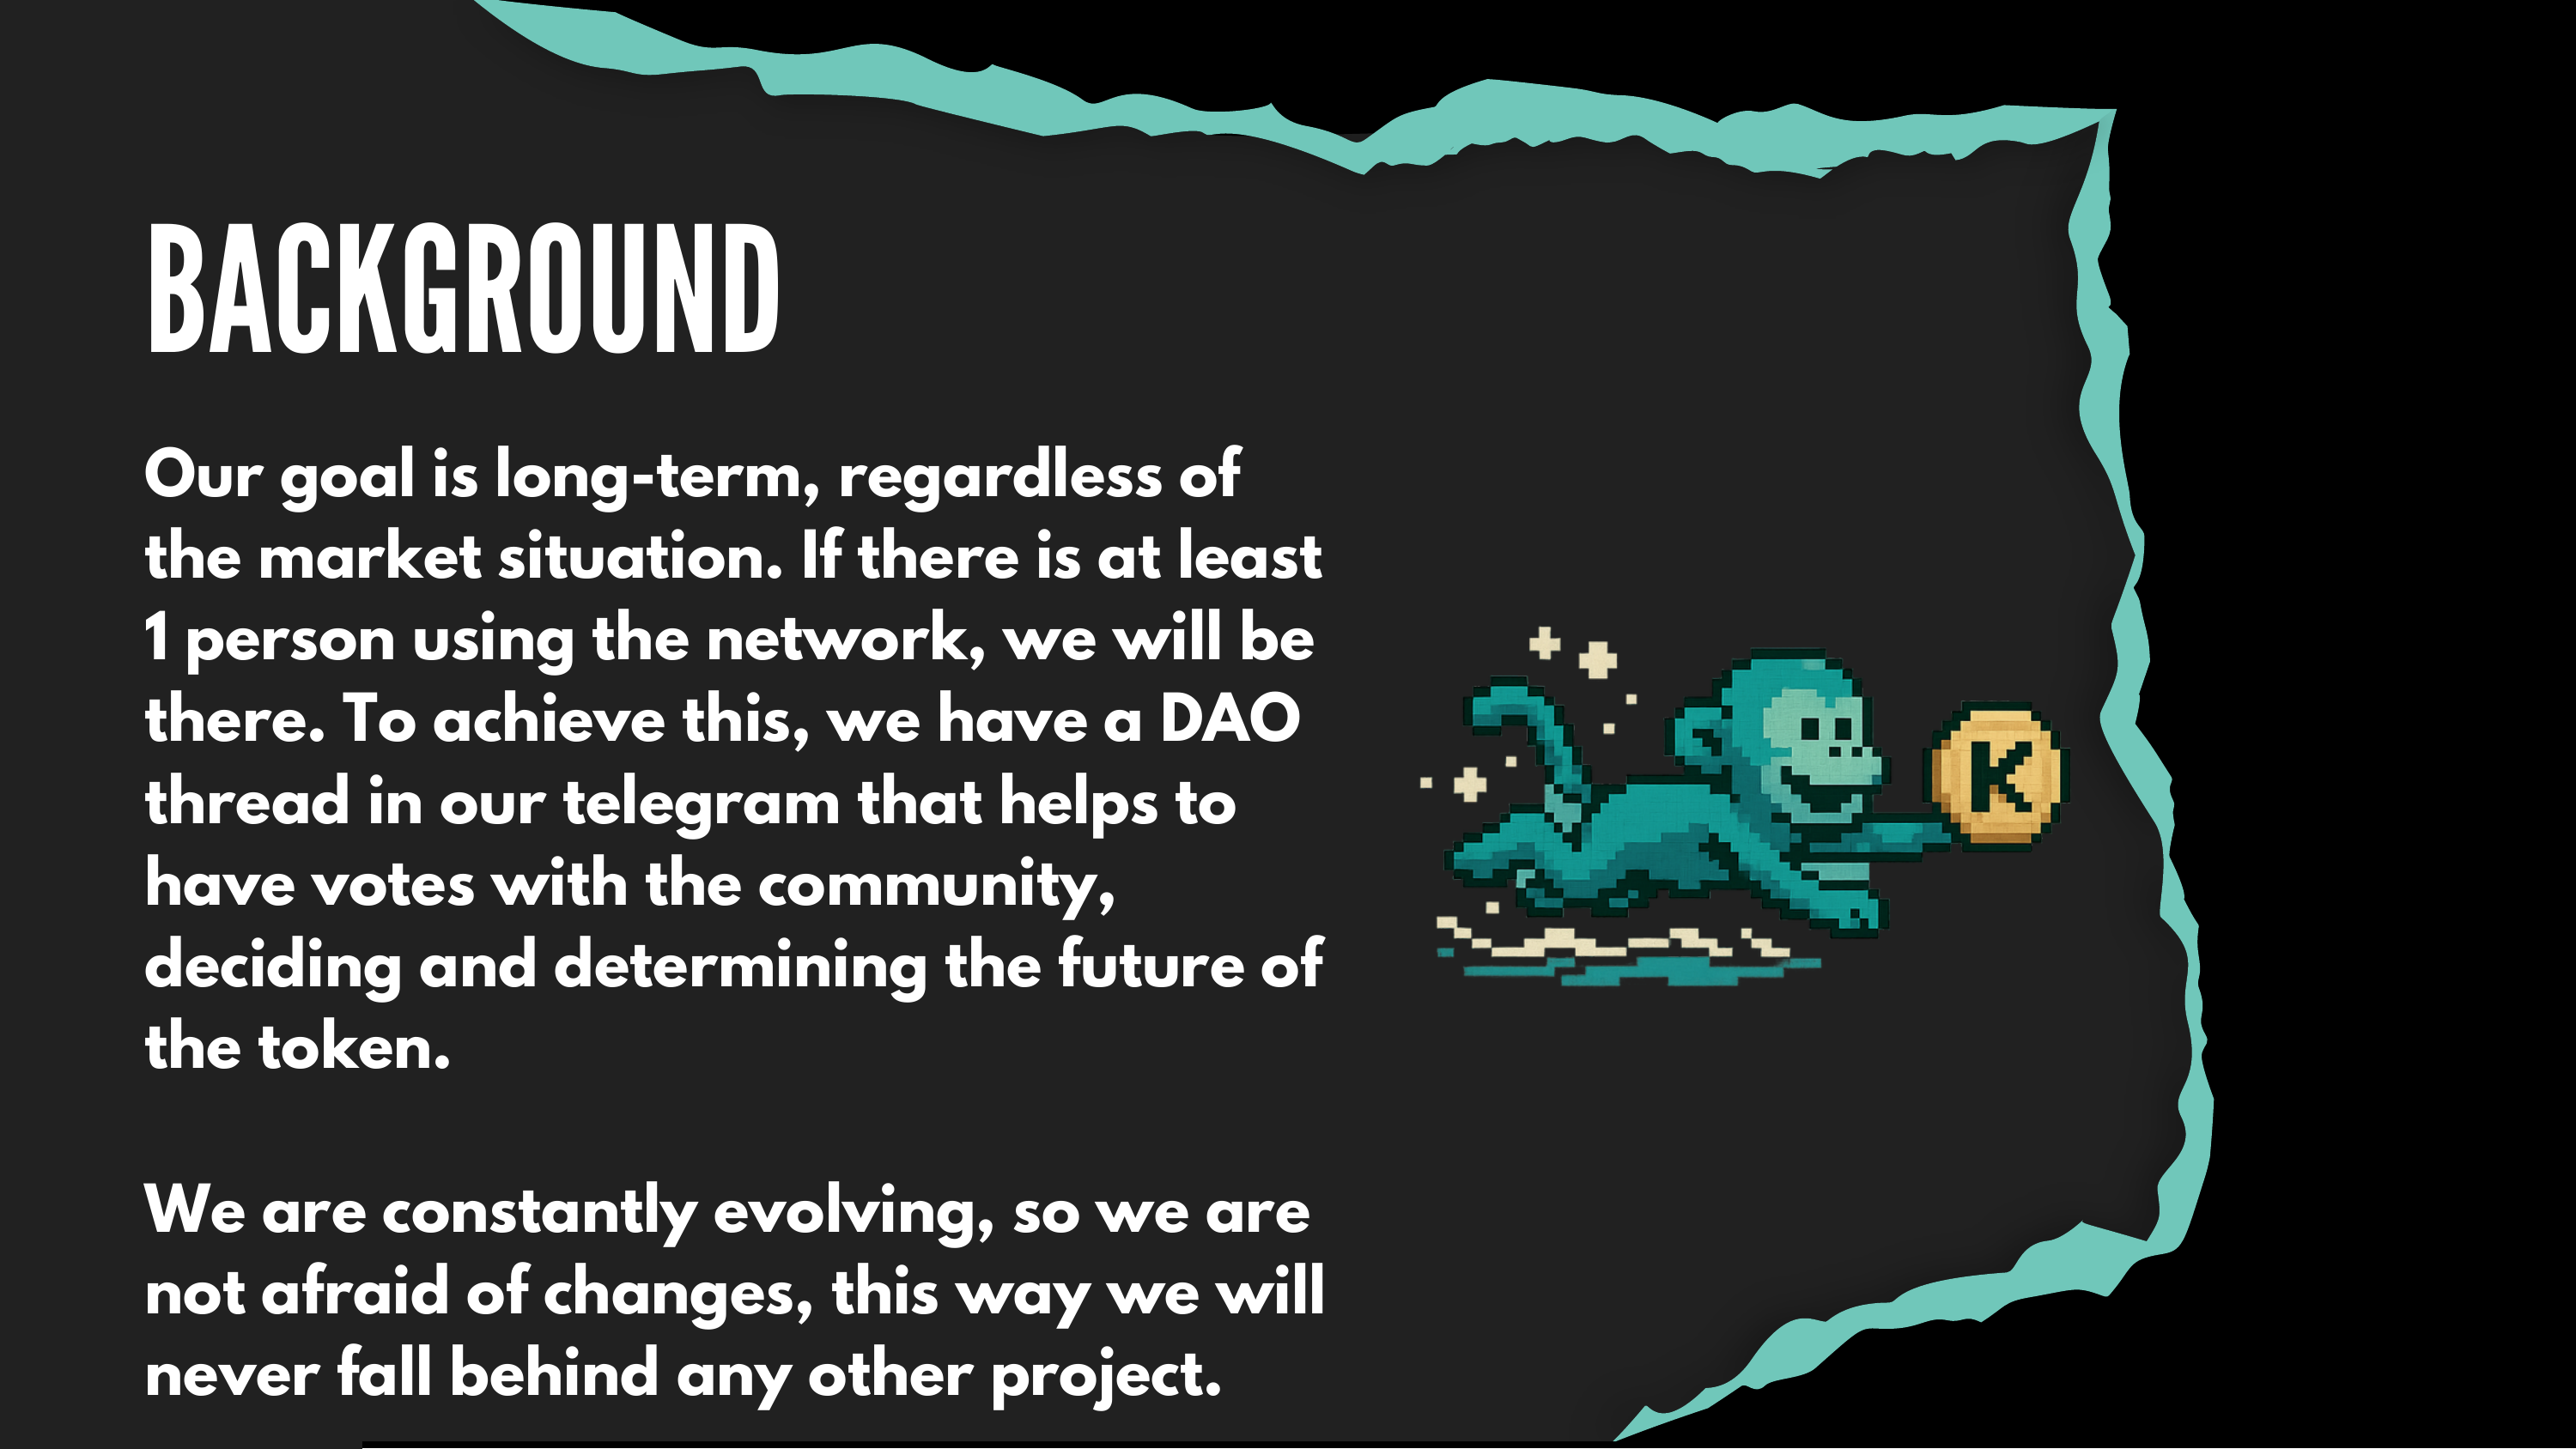 BACKGROUND
Our goal is long-term, regardless of
the market situation. If there is at least
1 person using the network, we will be
there. To achieve this, we have a DAO
thread in our telegram that helps to
have votes with the community,
deciding and determining the future of
the token.
We are constantly evolving, so we are
not afraid of changes, this way we will
never fall behind any other project.
K